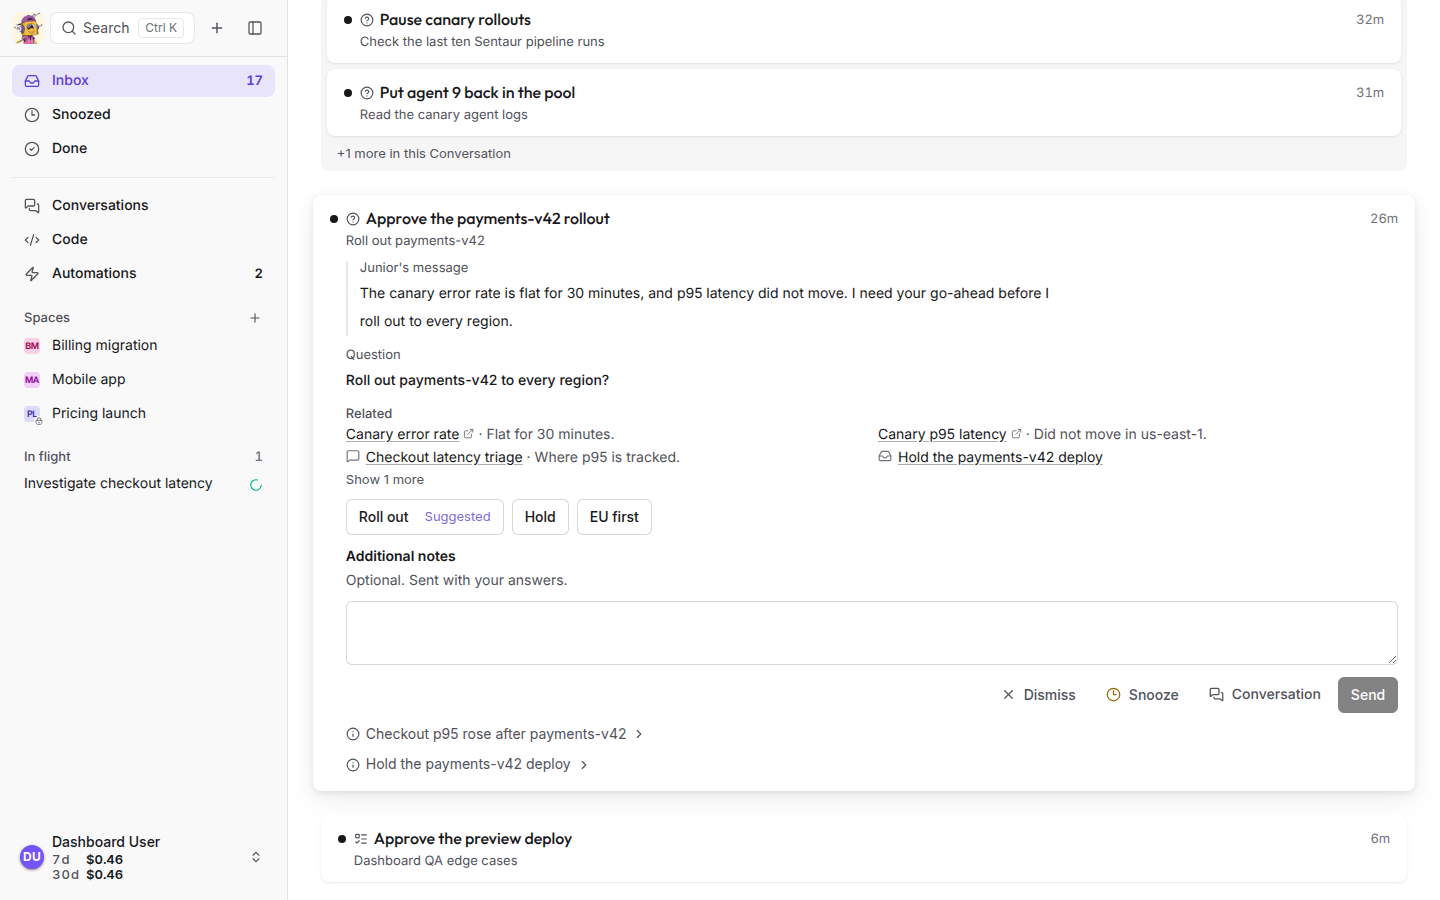 Search Ctrl K
Inbox 17
Snoozed
Done
Conversations
Code
Automations 2
Spaces
BM Billing migration
MA Mobile app
PL Pricing launch
In flight 1
Investigate checkout latency
DU Dashboard User
7d $0.46
30d $0.46
Pause canary rollouts 32m
Check the last ten Sentaur pipeline runs
Put agent 9 back in the pool 31m
Read the canary agent logs
+1 more in this Conversation
Approve the payments-v42 rollout 26m
Roll out payments-v42
Junior's message
The canary error rate is flat for 30 minutes, and p95 latency did not move. I need your go-ahead before I
roll out to every region.
Question
Roll out payments-v42 to every region?
Related
Canary error rate · Flat for 30 minutes. Canary p95 latency · Did not move in us-east-1.
Checkout latency triage · Where p95 is tracked. Hold the payments-v42 deploy
Show 1 more
Roll out Suggested Hold EU first
Additional notes
Optional. Sent with your answers.
Dismiss Snooze Conversation Send
Checkout p95 rose after payments-v42
Hold the payments-v42 deploy
Approve the preview deploy 6m
Dashboard QA edge cases